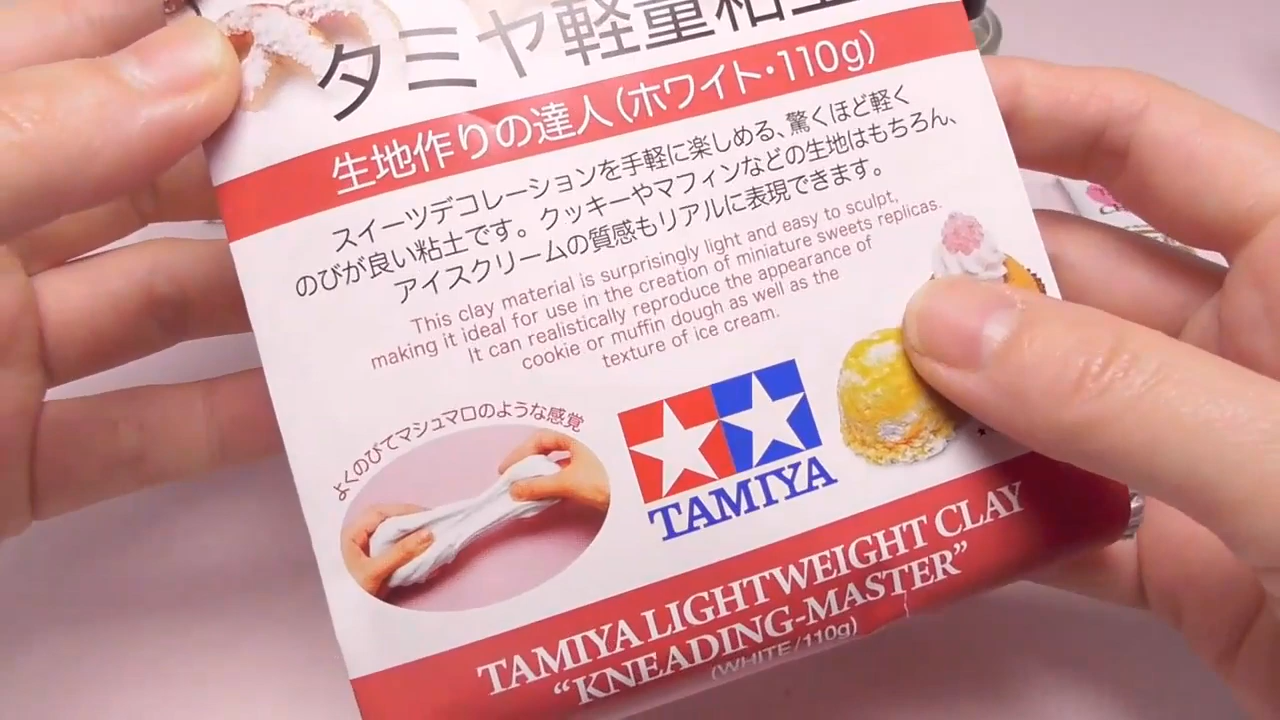 タミヤ軽量粘土
生地作りの達人(ホワイト・110g)
スイーツデコレーションを手軽に楽しめる、驚くほど軽く
のびが良い粘土です。クッキーやマフィンなどの生地はもちろん、
アイスクリームの質感もリアルに表現できます。
This clay material is surprisingly light and easy to sculpt,
making it ideal for use in the creation of miniature sweets replicas.
It can realistically reproduce the appearance of
cookie or muffin dough as well as the
texture of ice cream.
よくのびてマシュマロのような感覚
TAMIYA
TAMIYA LIGHTWEIGHT CLAY
“KNEADING-MASTER”
(WHITE/110g)